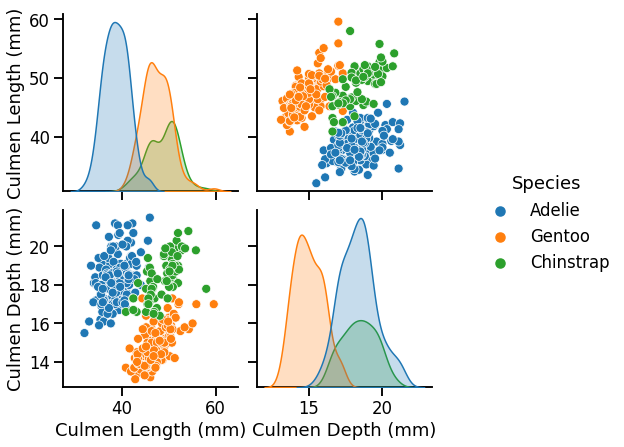 60
50
40
Culmen Length (mm)
Species
Adelie
Gentoo
Chinstrap
20
18
16
14
Culmen Depth (mm)
40 60 15 20
Culmen Length (mm) Culmen Depth (mm)